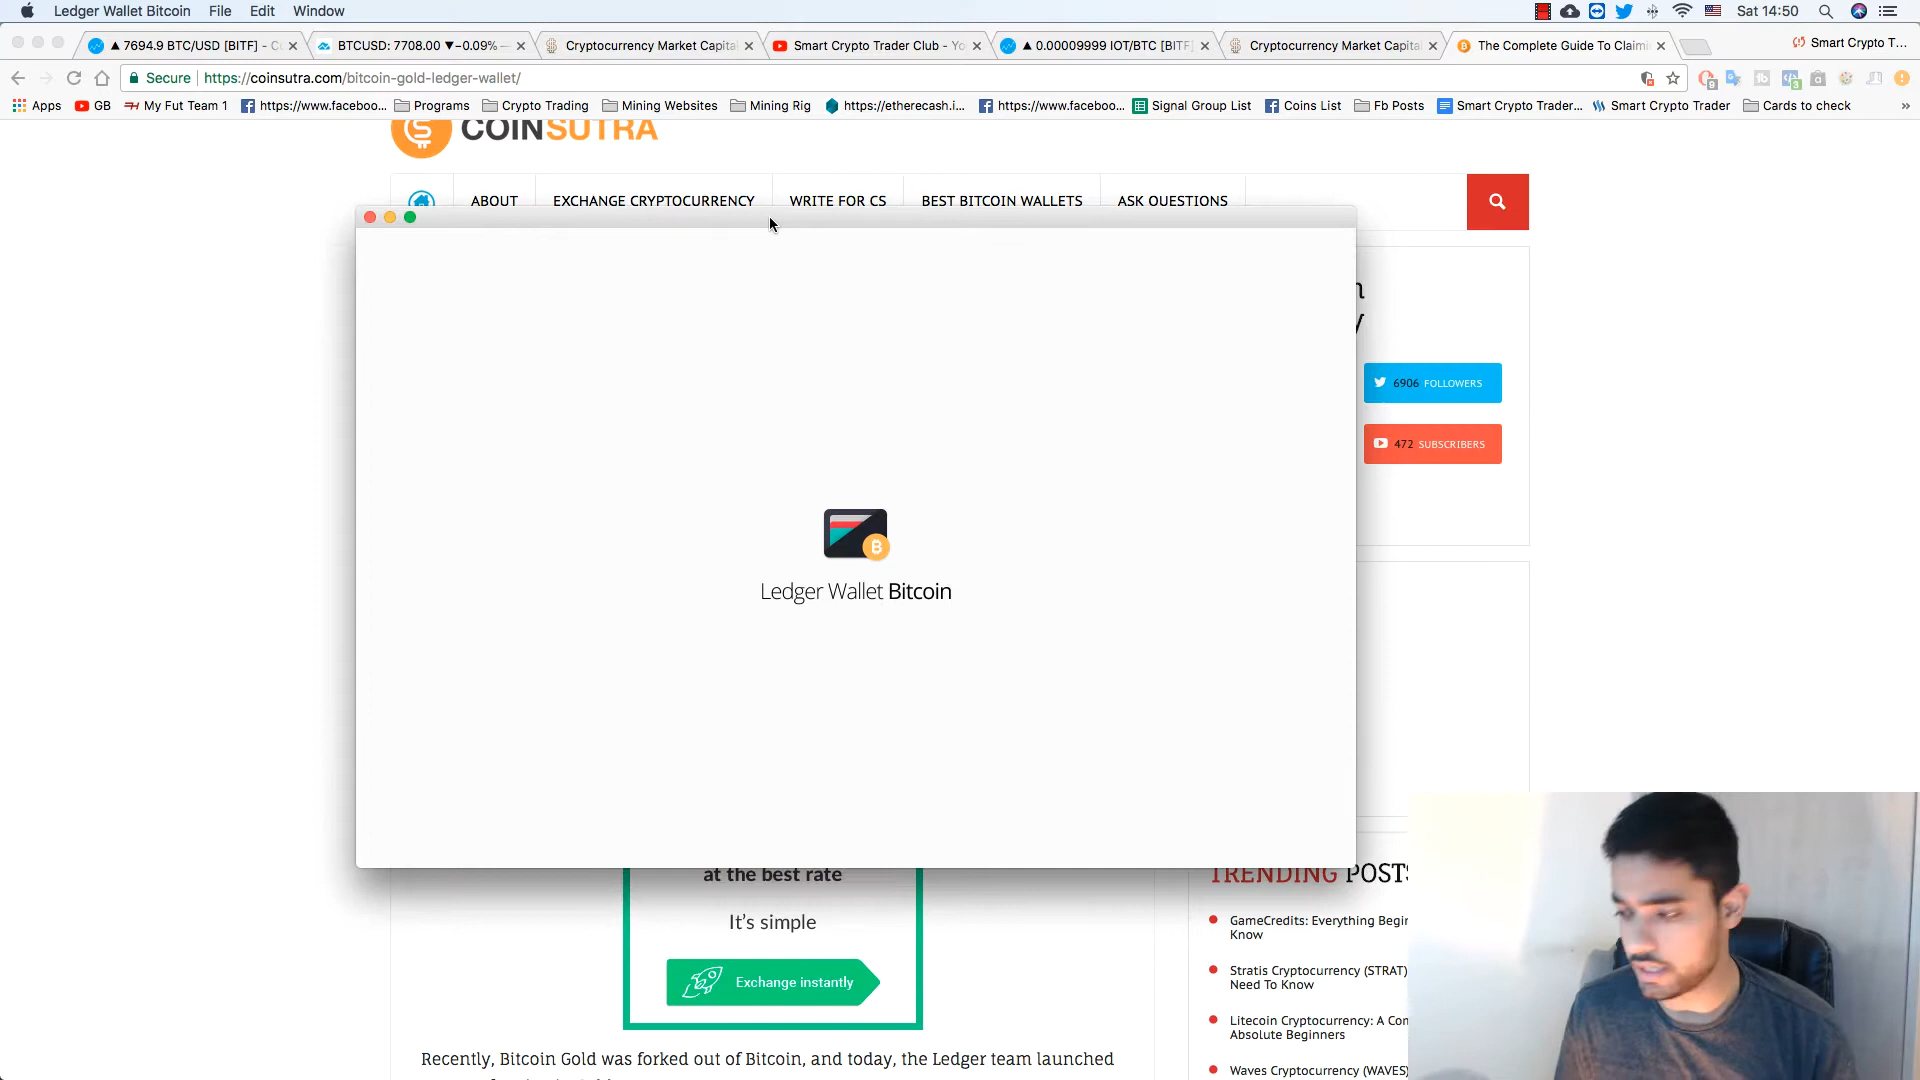 Ledger Wallet Bitcoin File Edit Window Sat 14:50
▲ 7694.9 BTC/USD [BITF] - C BTCUSD: 7708.00 ▼−0.09% Cryptocurrency Market Capital Smart Crypto Trader Club - Yo ▲ 0.00009999 IOT/BTC [BITF Cryptocurrency Market Capital The Complete Guide To Claimi Smart Crypto T...
Secure https://coinsutra.com/bitcoin-gold-ledger-wallet/
Apps GB My Fut Team 1 https://www.faceboo... Programs Crypto Trading Mining Websites Mining Rig https://etherecash.i... https://www.faceboo... Signal Group List Coins List Fb Posts Smart Crypto Trader... Smart Crypto Trader Cards to check »
COINSUTRA
ABOUT EXCHANGE CRYPTOCURRENCY WRITE FOR CS BEST BITCOIN WALLETS ASK QUESTIONS
6906 FOLLOWERS
472 SUBSCRIBERS
Ledger Wallet Bitcoin
at the best rate
It's simple
Exchange instantly
Recently, Bitcoin Gold was forked out of Bitcoin, and today, the Ledger team launched
TRENDING POSTS
GameCredits: Everything Begin
Know
Stratis Cryptocurrency (STRAT)
Need To Know
Litecoin Cryptocurrency: A Com
Absolute Beginners
Waves Cryptocurrency (WAVES)